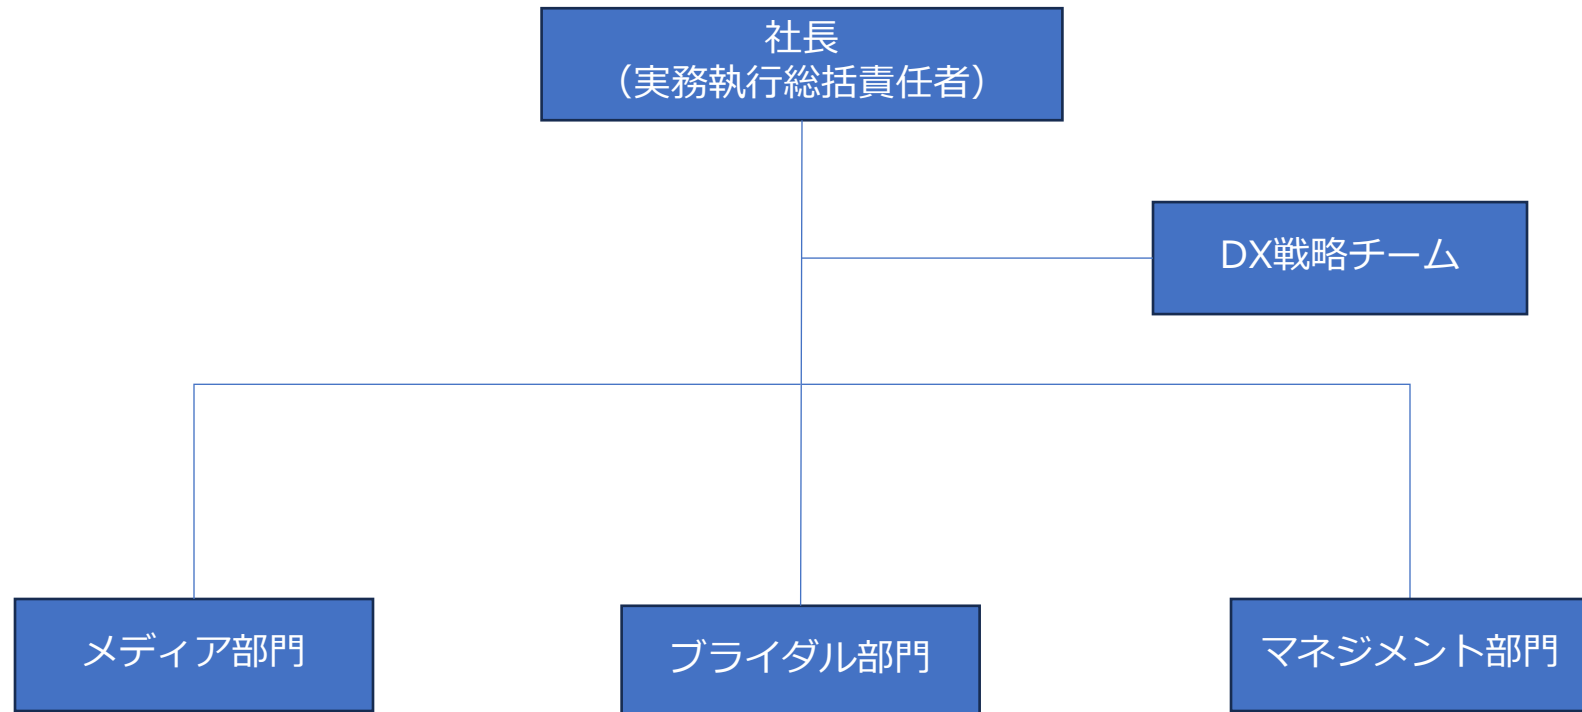 社長
（実務執行総括責任者）
DX戦略チーム
メディア部門
ブライダル部門
マネジメント部門